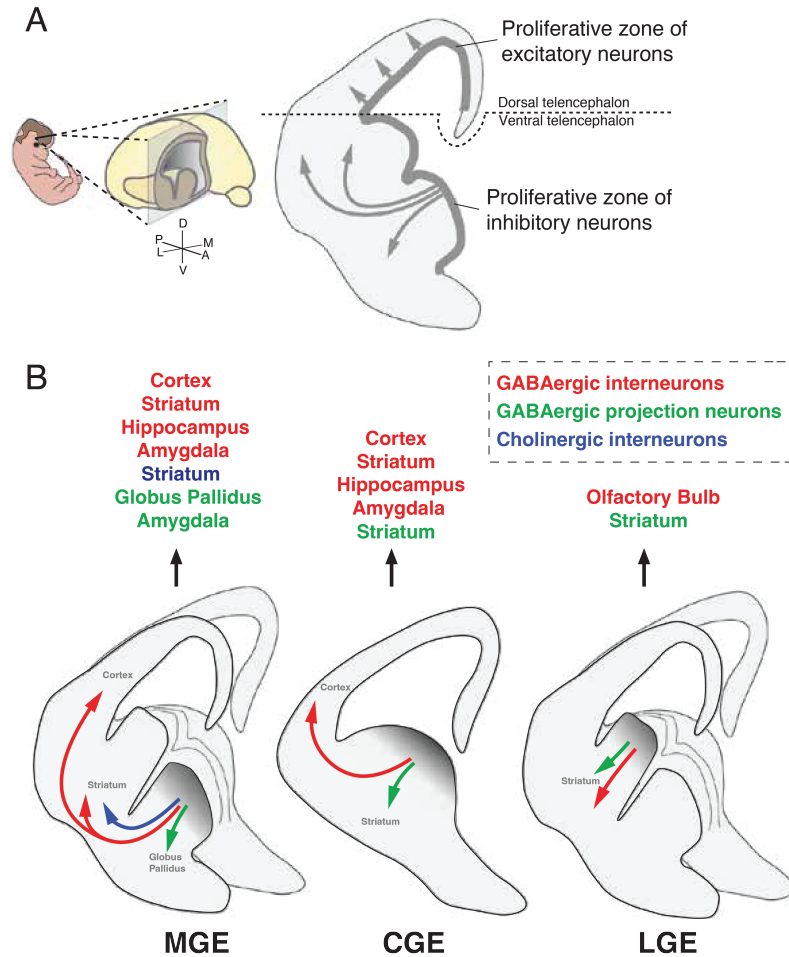 A
Proliferative zone of
excitatory neurons
Dorsal telencephalon
Ventral telencephalon
Proliferative zone of
inhibitory neurons
D
P
M
L
A
V
B
Cortex
Striatum
Hippocampus
Amygdala
Striatum
Globus Pallidus
Amygdala
Cortex
Striatum
Hippocampus
Amygdala
Striatum
GABAergic interneurons
GABAergic projection neurons
Cholinergic interneurons
Olfactory Bulb
Striatum
Cortex
Striatum
Globus
Pallidus
Cortex
Striatum
Striatum
MGE
CGE
LGE